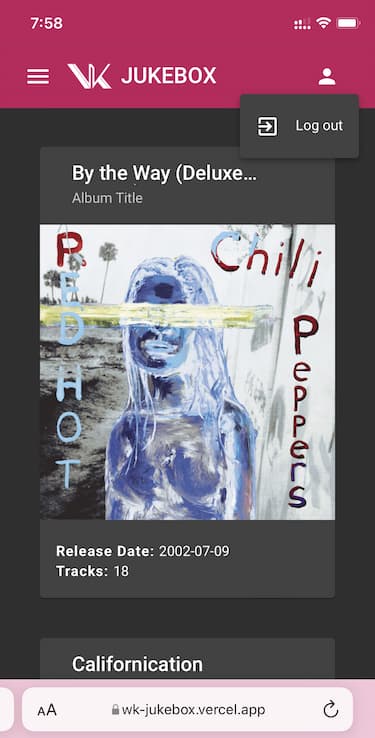 7:58
VK JUKEBOX
Log out
By the Way (Deluxe...
Album Title
RED HOT
Chili
Peppers
Release Date: 2002-07-09
Tracks: 18
Californication
AA wk-jukebox.vercel.app